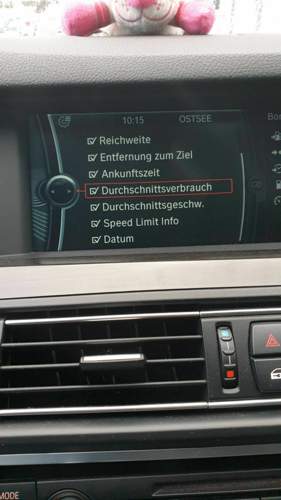 10:15 OSTSEE
Reichweite
Entfernung zum Ziel
Ankunftszeit
Durchschnittsverbrauch
Durchschnittsgeschw.
Speed Limit Info
Datum
MODE